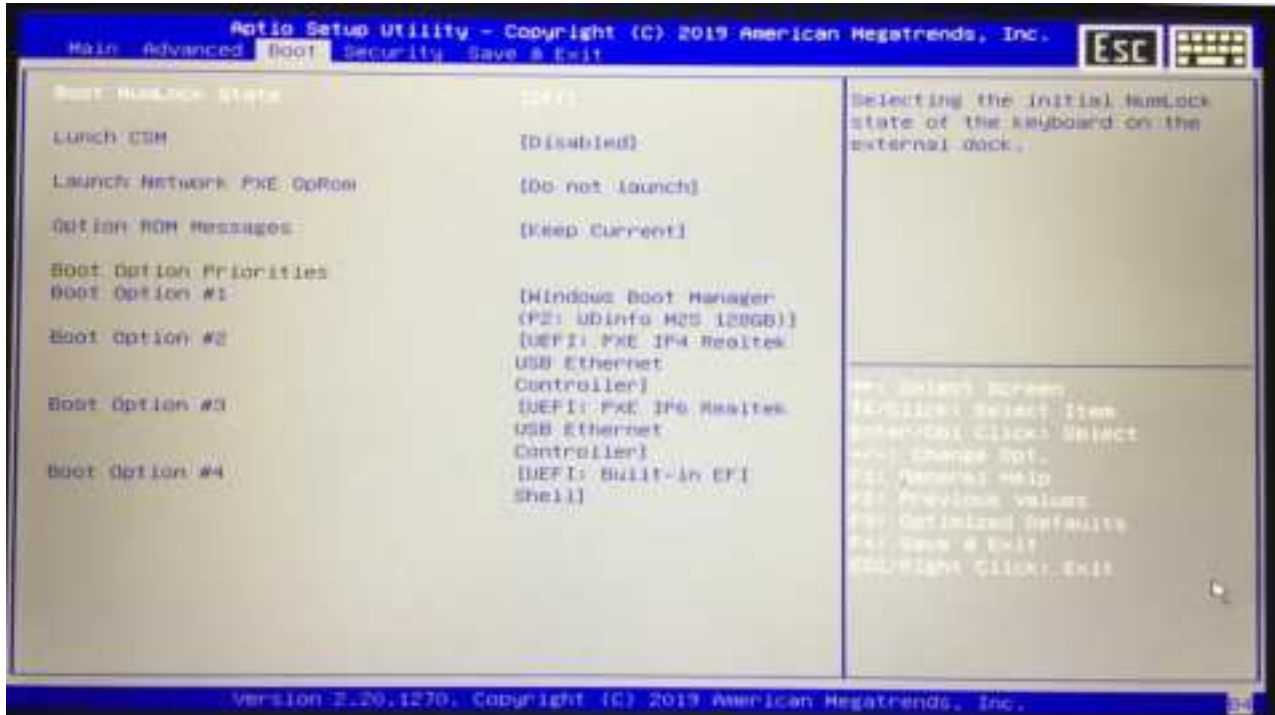 Aptio Setup Utility - Copyright (C) 2019 American Megatrends, Inc.
Main Advanced Boot Security Save & Exit
Esc
Boot NumLock State [Off]
Lunch CSM [Disabled]
Launch Network PXE OpRom [Do not launch]
Option ROM Messages [Keep Current]
Boot Option Priorities
Boot Option #1 [Windows Boot Manager
(P2: UDinfo M2S 128GB)]
Boot Option #2 [UEFI: PXE IP4 Realtek
USB Ethernet
Controller]
Boot Option #3 [UEFI: PXE IP6 Realtek
USB Ethernet
Controller]
Boot Option #4 [UEFI: Built-in EFI
Shell]
Selecting the initial NumLock
state of the keyboard on the
external dock.
Select Screen
/Click: Select Item
Enter/Dbl Click: Select
+/-: Change Opt.
F1: General Help
F2: Previous Values
F3: Optimized Defaults
F4: Save & Exit
ESC/Right Click: Exit
Version 2.20.1270. Copyright (C) 2019 American Megatrends, Inc.